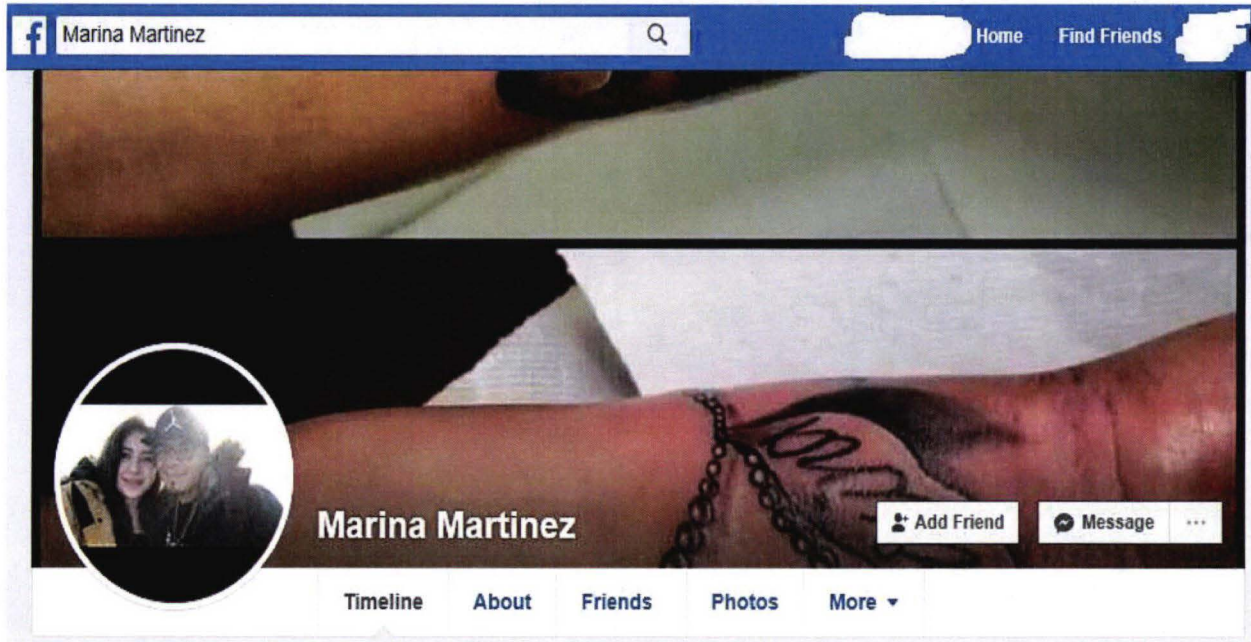 f Marina Martinez Home Find Friends
Marina Martinez
Add Friend Message ...
Timeline About Friends Photos More